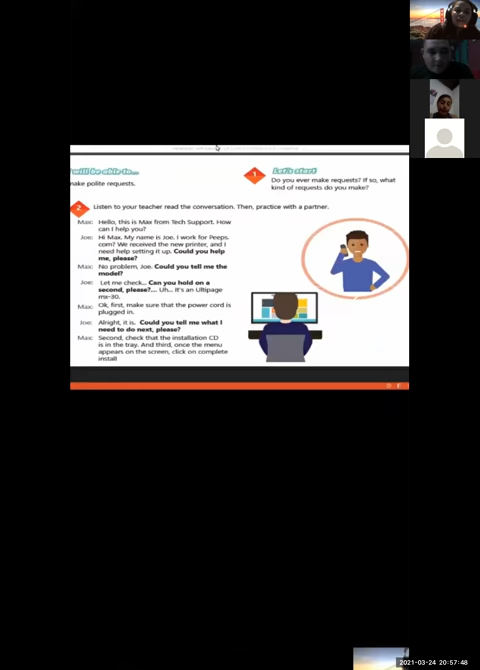 will be able to...
make polite requests.
1 Let's start
Do you ever make requests? If so, what
kind of requests do you make?
2 Listen to your teacher read the conversation. Then, practice with a partner.
Max: Hello, this is Max from Tech Support. How
can I help you?
Joe: Hi Max. My name is Joe. I work for Peeps.
com? We received the new printer, and I
need help setting it up. Could you help
me, please?
Max: No problem, Joe. Could you tell me the
model?
Joe: Let me check... Can you hold on a
second, please?... Uh... It's an Ultipage
mx-30.
Max: Ok, first, make sure that the power cord is
plugged in.
Joe: Alright, it is. Could you tell me what I
need to do next, please?
Max: Second, check that the installation CD
is in the tray. And third, once the menu
appears on the screen, click on complete
install
2021-03-24 20:57:48